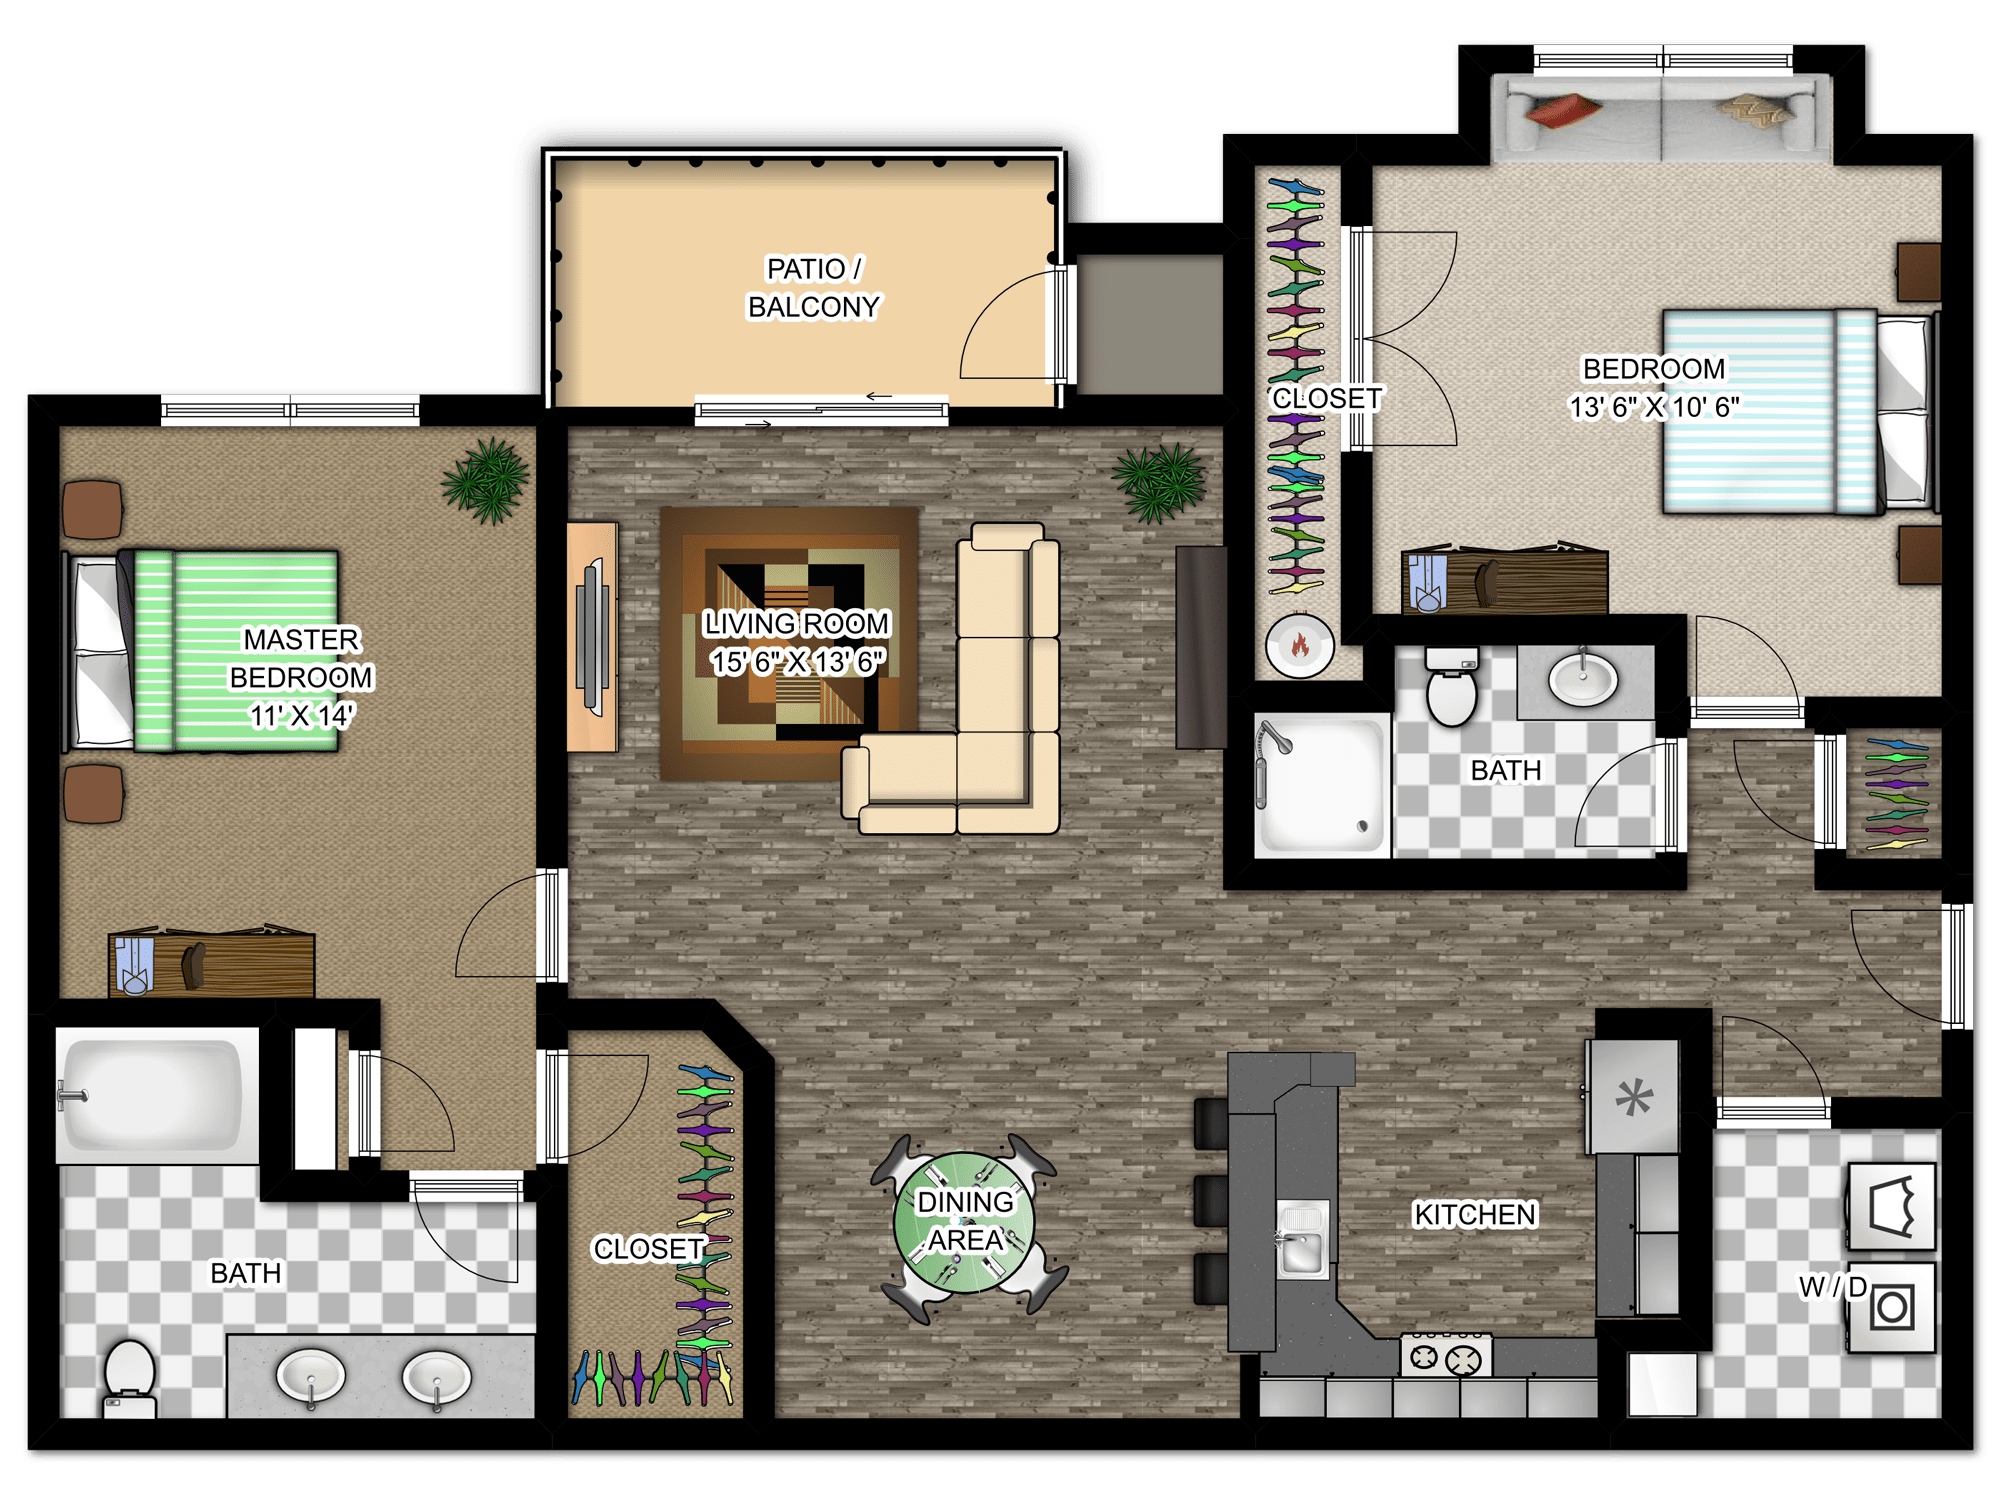 PATIO /
BALCONY
BEDROOM
13' 6" X 10' 6"
CLOSET
MASTER
BEDROOM
11' X 14'
LIVING ROOM
15' 6" X 13' 6"
BATH
DINING
AREA
KITCHEN
CLOSET
BATH
W / D